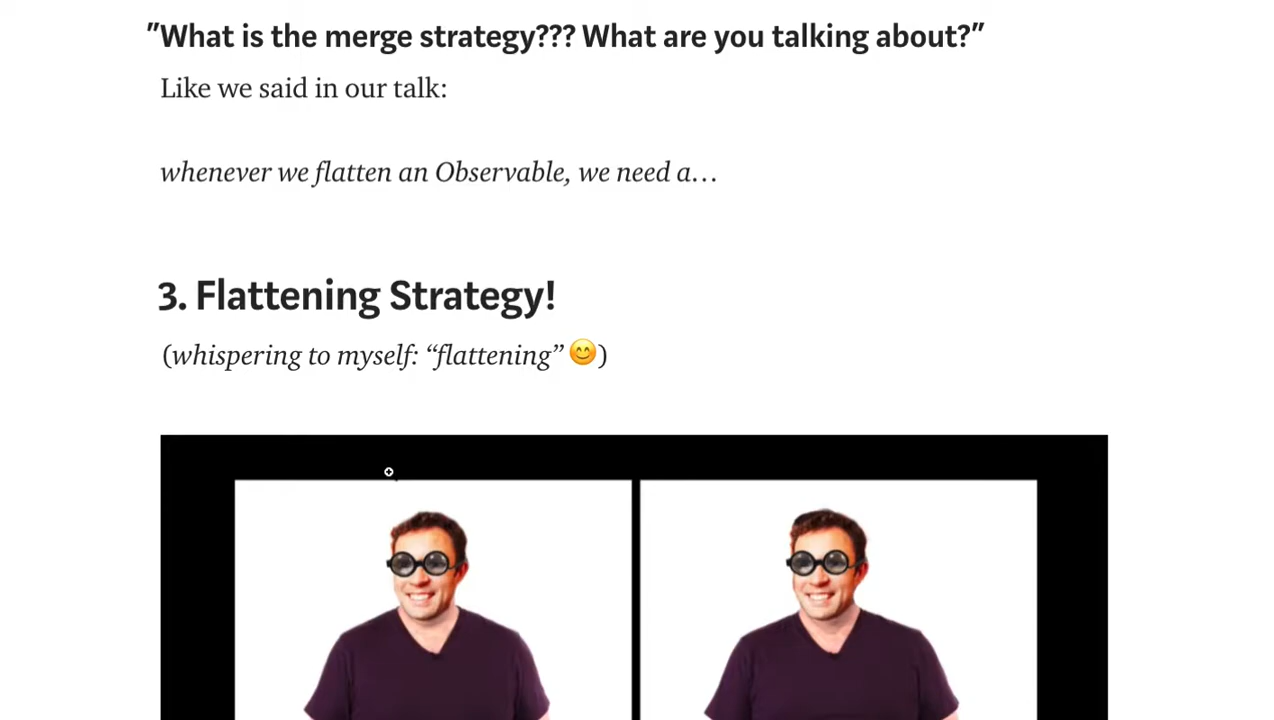 "What is the merge strategy??? What are you talking about?"
Like we said in our talk:
whenever we flatten an Observable, we need a…
3. Flattening Strategy!
(whispering to myself: “flattening” 😊)